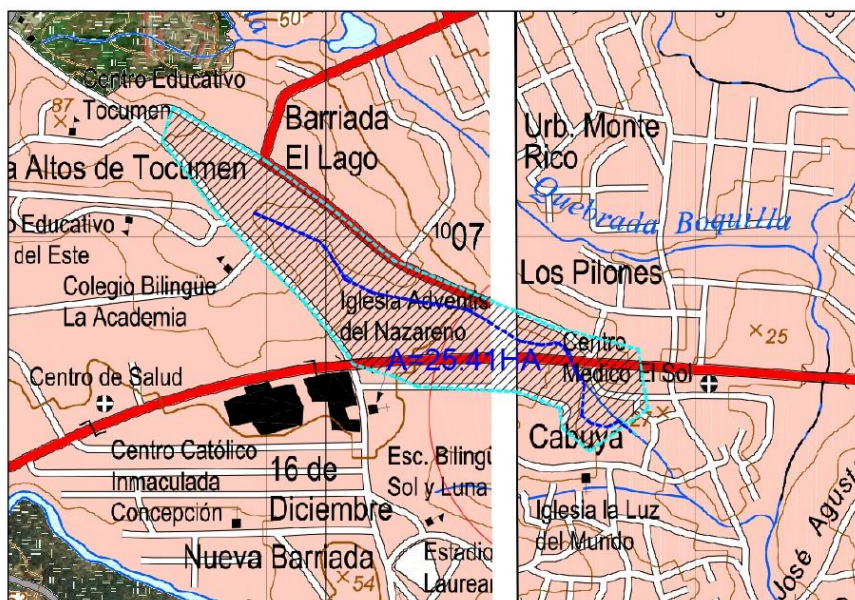 50
Centro Educativo
Tocumen
87
a Altos de Tocumen
Barriada
El Lago
o Educativo
del Este
Colegio Bilingüe
La Academia
1007
Iglesia Adventis
del Nazareno
A=25.41HA
Centro de Salud
Centro Católico
Inmaculada
Concepción
16 de
Diciembre
Nueva Barriada
54
Esc. Bilingü
Sol y Luna
Estadio
Laurear
Urb. Monte
Rico
Quebrada Boquilla
Los Pilones
25
Centro
Médico El Sol
Cabuya
27
Iglesia la Luz
del Mundo
José Agust